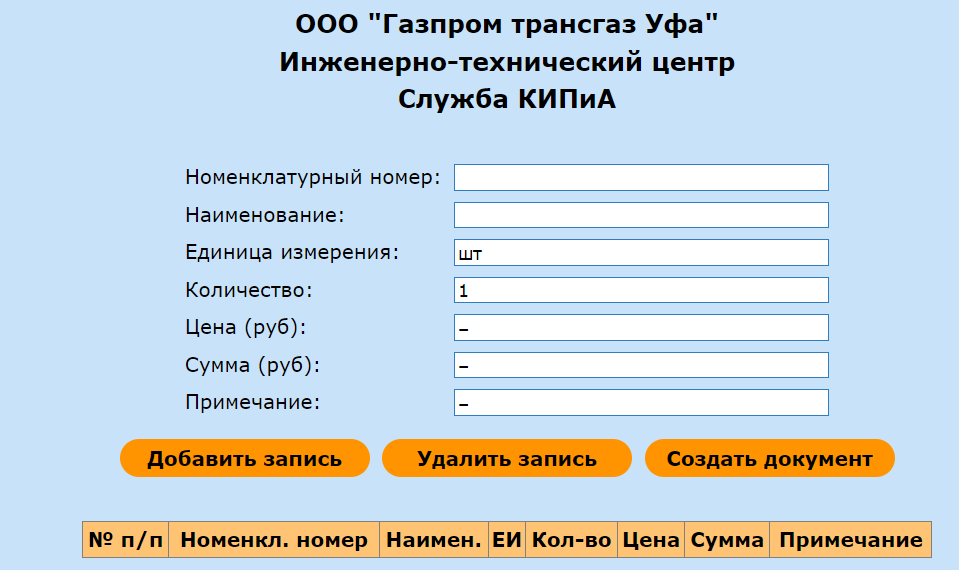 ООО "Газпром трансгаз Уфа"
Инженерно-технический центр
Служба КИПиА
Номенклатурный номер:
Наименование:
Единица измерения: шт
Количество: 1
Цена (руб): –
Сумма (руб): –
Примечание: –
Добавить запись Удалить запись Создать документ
№ п/п Номенкл. номер Наимен. ЕИ Кол-во Цена Сумма Примечание